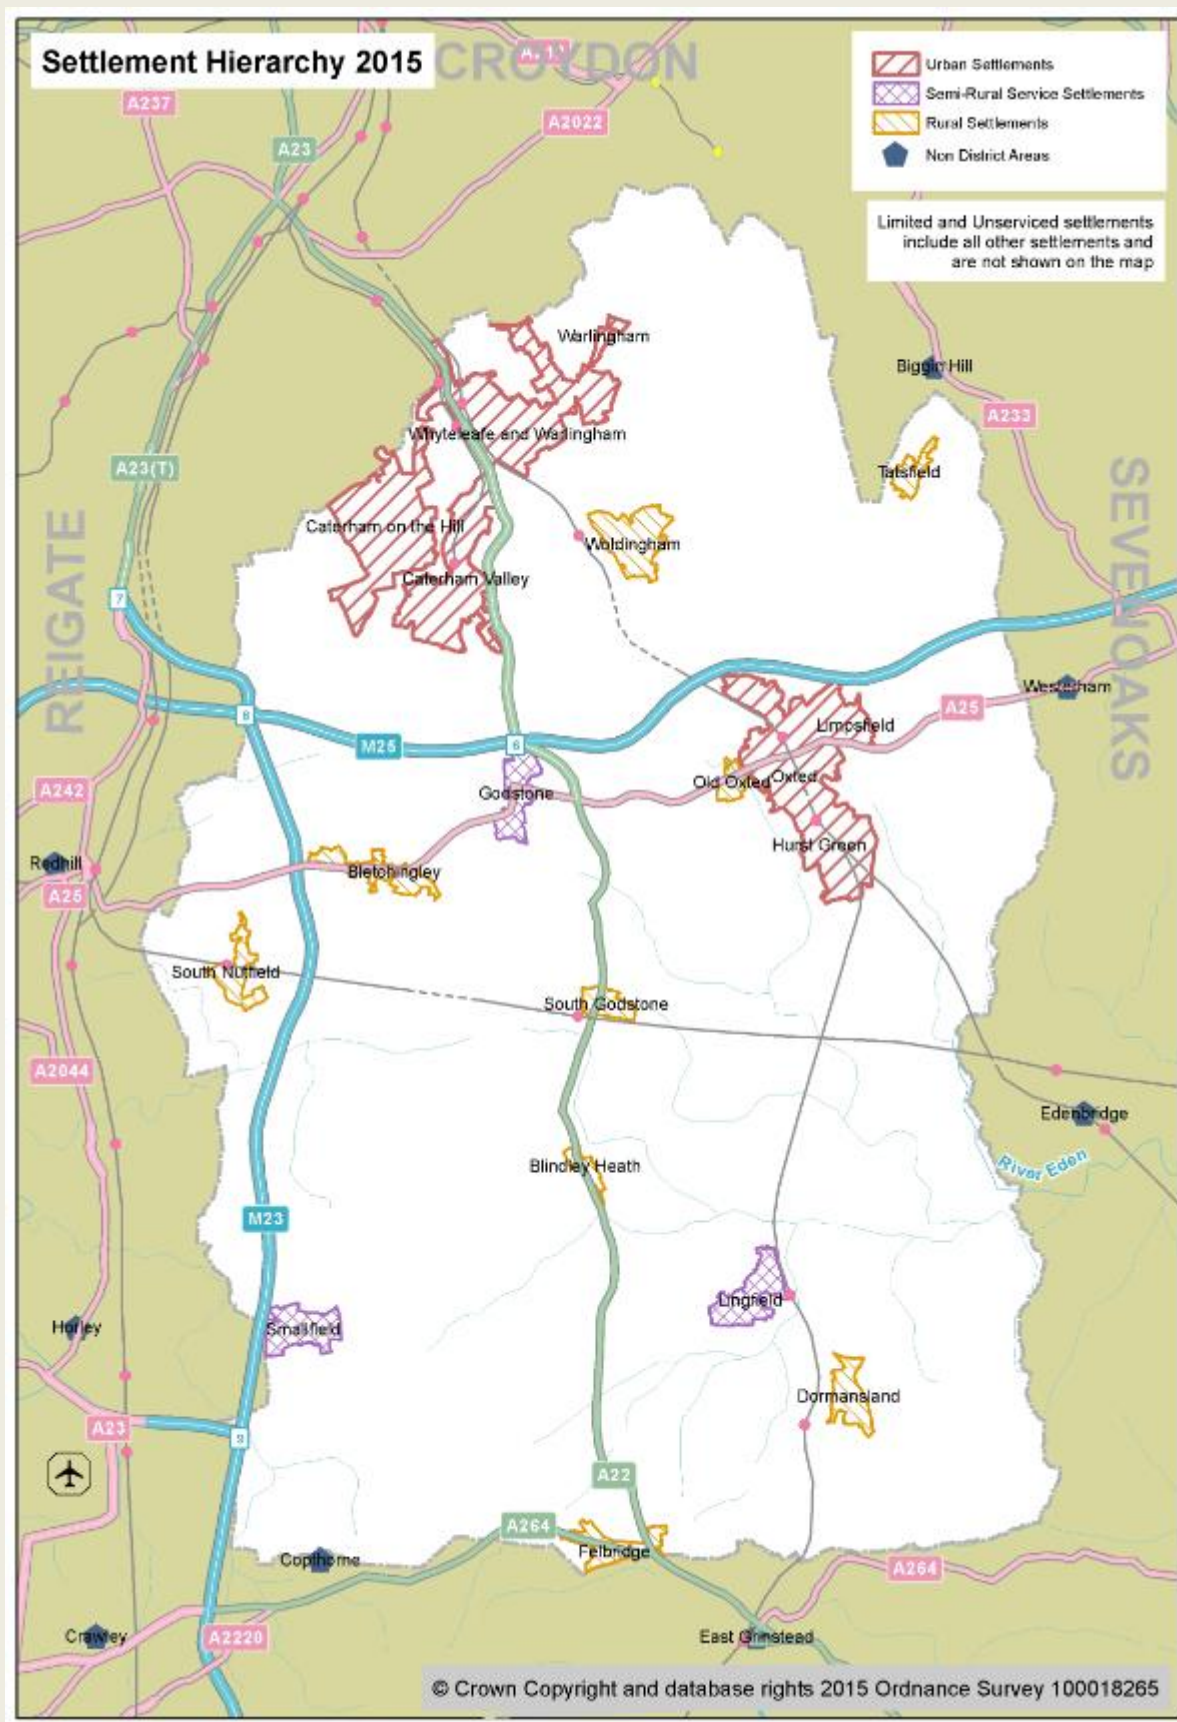 Settlement Hierarchy 2015
CROYDON
Urban Settlements
Semi-Rural Service Settlements
Rural Settlements
Non District Areas
Limited and Unserviced settlements
include all other settlements and
are not shown on the map
A237
A23
A2022
Warlingham
Biggin Hill
A233
Whyteleafe and Warlingham
A23(T)
Tatsfield
SEVENOAKS
REIGATE
Caterham on the Hill
Woldingham
Caterham Valley
7
Westerham
A25
8
M25
6
Limpsfield
Old Oxted
Oxted
A242
Godstone
Hurst Green
Redhill
A25
Bletchingley
South Nutfield
South Godstone
A2044
Edenbridge
River Eden
Blindley Heath
M23
Lingfield
Horley
Smallfield
Dormansland
A23
9
A22
A264
Felbridge
Copthorne
A264
Crawley
A2220
East Grinstead
© Crown Copyright and database rights 2015 Ordnance Survey 100018265